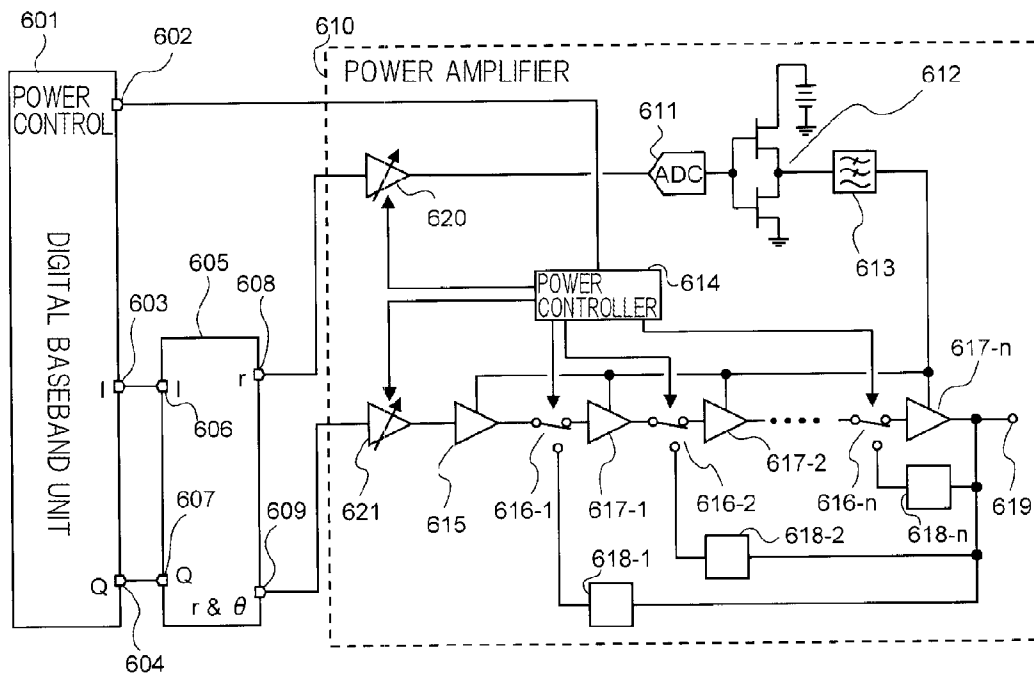 601
602
610
POWER
CONTROL
POWER AMPLIFIER
611
612
ADC
620
613
DIGITAL BASEBAND UNIT
605
608
POWER
CONTROLLER
614
603
r
617-n
I
I
606
621
615
616-1
617-1
616-2
617-2
616-n
618-n
619
607
609
618-2
618-1
Q
Q
r & θ
604